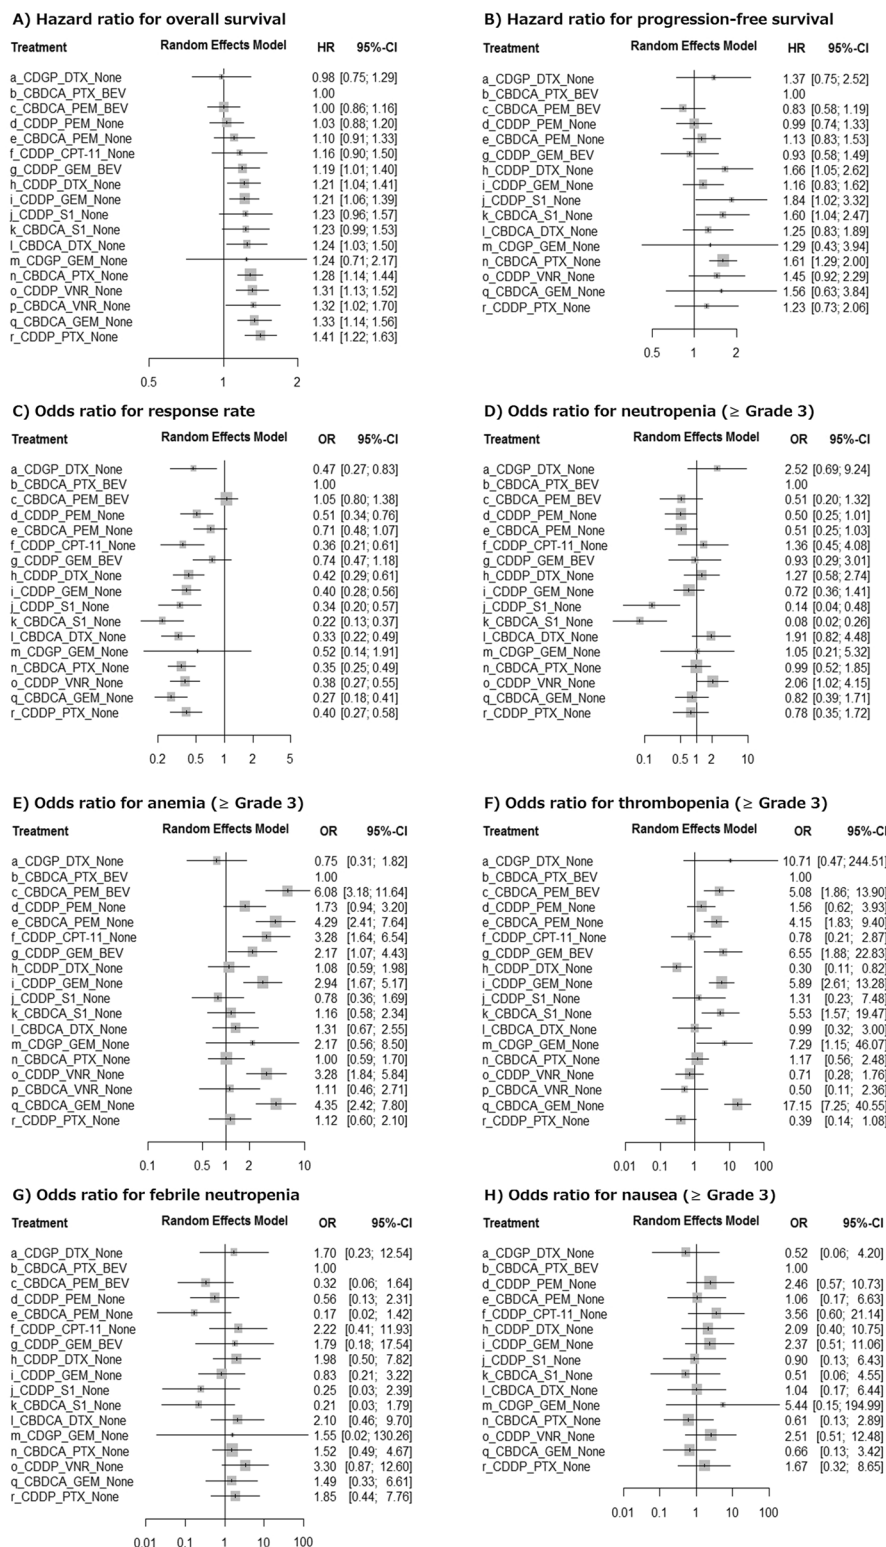 A) Hazard ratio for overall survival
Treatment Random Effects Model HR 95%-CI
a_CDGP_DTX_None 0.98 [0.75; 1.29]
b_CBDCA_PTX_BEV 1.00
c_CBDCA_PEM_BEV 1.00 [0.86; 1.16]
d_CDDP_PEM_None 1.03 [0.88; 1.20]
e_CBDCA_PEM_None 1.10 [0.91; 1.33]
f_CDDP_CPT-11_None 1.16 [0.90; 1.50]
g_CDDP_GEM_BEV 1.19 [1.01; 1.40]
h_CDDP_DTX_None 1.21 [1.04; 1.41]
i_CDDP_GEM_None 1.21 [1.06; 1.39]
j_CDDP_S1_None 1.23 [0.96; 1.57]
k_CBDCA_S1_None 1.23 [0.99; 1.53]
l_CBDCA_DTX_None 1.24 [1.03; 1.50]
m_CDGP_GEM_None 1.24 [0.71; 2.17]
n_CBDCA_PTX_None 1.28 [1.14; 1.44]
o_CDDP_VNR_None 1.31 [1.13; 1.52]
p_CBDCA_VNR_None 1.32 [1.02; 1.70]
q_CBDCA_GEM_None 1.33 [1.14; 1.56]
r_CDDP_PTX_None 1.41 [1.22; 1.63]
0.5 1 2
B) Hazard ratio for progression-free survival
Treatment Random Effects Model HR 95%-CI
a_CDGP_DTX_None 1.37 [0.75; 2.52]
b_CBDCA_PTX_BEV 1.00
c_CBDCA_PEM_BEV 0.83 [0.58; 1.19]
d_CDDP_PEM_None 0.99 [0.74; 1.33]
e_CBDCA_PEM_None 1.13 [0.83; 1.53]
g_CDDP_GEM_BEV 0.93 [0.58; 1.49]
h_CDDP_DTX_None 1.66 [1.05; 2.62]
i_CDDP_GEM_None 1.16 [0.83; 1.62]
j_CDDP_S1_None 1.84 [1.02; 3.32]
k_CBDCA_S1_None 1.60 [1.04; 2.47]
l_CBDCA_DTX_None 1.25 [0.83; 1.89]
m_CDGP_GEM_None 1.29 [0.43; 3.94]
n_CBDCA_PTX_None 1.61 [1.29; 2.00]
o_CDDP_VNR_None 1.45 [0.92; 2.29]
q_CBDCA_GEM_None 1.56 [0.63; 3.84]
r_CDDP_PTX_None 1.23 [0.73; 2.06]
0.5 1 2
C) Odds ratio for response rate
Treatment Random Effects Model OR 95%-CI
a_CDGP_DTX_None 0.47 [0.27; 0.83]
b_CBDCA_PTX_BEV 1.00
c_CBDCA_PEM_BEV 1.05 [0.80; 1.38]
d_CDDP_PEM_None 0.51 [0.34; 0.76]
e_CBDCA_PEM_None 0.71 [0.48; 1.07]
f_CDDP_CPT-11_None 0.36 [0.21; 0.61]
g_CDDP_GEM_BEV 0.74 [0.47; 1.18]
h_CDDP_DTX_None 0.42 [0.29; 0.61]
i_CDDP_GEM_None 0.40 [0.28; 0.56]
j_CDDP_S1_None 0.34 [0.20; 0.57]
k_CBDCA_S1_None 0.22 [0.13; 0.37]
l_CBDCA_DTX_None 0.33 [0.22; 0.49]
m_CDGP_GEM_None 0.52 [0.14; 1.91]
n_CBDCA_PTX_None 0.35 [0.25; 0.49]
o_CDDP_VNR_None 0.38 [0.27; 0.55]
q_CBDCA_GEM_None 0.27 [0.18; 0.41]
r_CDDP_PTX_None 0.40 [0.27; 0.58]
0.2 0.5 1 2 5
D) Odds ratio for neutropenia (≥ Grade 3)
Treatment Random Effects Model OR 95%-CI
a_CDGP_DTX_None 2.52 [0.69; 9.24]
b_CBDCA_PTX_BEV 1.00
c_CBDCA_PEM_BEV 0.51 [0.20; 1.32]
d_CDDP_PEM_None 0.50 [0.25; 1.01]
e_CBDCA_PEM_None 0.51 [0.25; 1.03]
f_CDDP_CPT-11_None 1.36 [0.45; 4.08]
g_CDDP_GEM_BEV 0.93 [0.29; 3.01]
h_CDDP_DTX_None 1.27 [0.58; 2.74]
i_CDDP_GEM_None 0.72 [0.36; 1.41]
j_CDDP_S1_None 0.14 [0.04; 0.48]
k_CBDCA_S1_None 0.08 [0.02; 0.26]
l_CBDCA_DTX_None 1.91 [0.82; 4.48]
m_CDGP_GEM_None 1.05 [0.21; 5.32]
n_CBDCA_PTX_None 0.99 [0.52; 1.85]
o_CDDP_VNR_None 2.06 [1.02; 4.15]
q_CBDCA_GEM_None 0.82 [0.39; 1.71]
r_CDDP_PTX_None 0.78 [0.35; 1.72]
0.1 0.5 1 2 10
E) Odds ratio for anemia (≥ Grade 3)
Treatment Random Effects Model OR 95%-CI
a_CDGP_DTX_None 0.75 [0.31; 1.82]
b_CBDCA_PTX_BEV 1.00
c_CBDCA_PEM_BEV 6.08 [3.18; 11.64]
d_CDDP_PEM_None 1.73 [0.94; 3.20]
e_CBDCA_PEM_None 4.29 [2.41; 7.64]
f_CDDP_CPT-11_None 3.28 [1.64; 6.54]
g_CDDP_GEM_BEV 2.17 [1.07; 4.43]
h_CDDP_DTX_None 1.08 [0.59; 1.98]
i_CDDP_GEM_None 2.94 [1.67; 5.17]
j_CDDP_S1_None 0.78 [0.36; 1.69]
k_CBDCA_S1_None 1.16 [0.58; 2.34]
l_CBDCA_DTX_None 1.31 [0.67; 2.55]
m_CDGP_GEM_None 2.17 [0.56; 8.50]
n_CBDCA_PTX_None 1.00 [0.59; 1.70]
o_CDDP_VNR_None 3.28 [1.84; 5.84]
p_CBDCA_VNR_None 1.11 [0.46; 2.71]
q_CBDCA_GEM_None 4.35 [2.42; 7.80]
r_CDDP_PTX_None 1.12 [0.60; 2.10]
0.1 0.5 1 2 10
F) Odds ratio for thrombopenia (≥ Grade 3)
Treatment Random Effects Model OR 95%-CI
a_CDGP_DTX_None 10.71 [0.47; 244.51]
b_CBDCA_PTX_BEV 1.00
c_CBDCA_PEM_BEV 5.08 [1.86; 13.90]
d_CDDP_PEM_None 1.56 [0.62; 3.93]
e_CBDCA_PEM_None 4.15 [1.83; 9.40]
f_CDDP_CPT-11_None 0.78 [0.21; 2.87]
g_CDDP_GEM_BEV 6.55 [1.88; 22.83]
h_CDDP_DTX_None 0.30 [0.11; 0.82]
i_CDDP_GEM_None 5.89 [2.61; 13.28]
j_CDDP_S1_None 1.31 [0.23; 7.48]
k_CBDCA_S1_None 5.53 [1.57; 19.47]
l_CBDCA_DTX_None 0.99 [0.32; 3.00]
m_CDGP_GEM_None 7.29 [1.15; 46.07]
n_CBDCA_PTX_None 1.17 [0.56; 2.48]
o_CDDP_VNR_None 0.71 [0.28; 1.76]
p_CBDCA_VNR_None 0.50 [0.11; 2.36]
q_CBDCA_GEM_None 17.15 [7.25; 40.55]
r_CDDP_PTX_None 0.39 [0.14; 1.08]
0.01 0.1 1 10 100
G) Odds ratio for febrile neutropenia
Treatment Random Effects Model OR 95%-CI
a_CDGP_DTX_None 1.70 [0.23; 12.54]
b_CBDCA_PTX_BEV 1.00
c_CBDCA_PEM_BEV 0.32 [0.06; 1.64]
d_CDDP_PEM_None 0.56 [0.13; 2.31]
e_CBDCA_PEM_None 0.17 [0.02; 1.42]
f_CDDP_CPT-11_None 2.22 [0.41; 11.93]
g_CDDP_GEM_BEV 1.79 [0.18; 17.54]
h_CDDP_DTX_None 1.98 [0.50; 7.82]
i_CDDP_GEM_None 0.83 [0.21; 3.22]
j_CDDP_S1_None 0.25 [0.03; 2.39]
k_CBDCA_S1_None 0.21 [0.03; 1.79]
l_CBDCA_DTX_None 2.10 [0.46; 9.70]
m_CDGP_GEM_None 1.55 [0.02; 130.26]
n_CBDCA_PTX_None 1.52 [0.49; 4.67]
o_CDDP_VNR_None 3.30 [0.87; 12.60]
q_CBDCA_GEM_None 1.49 [0.33; 6.61]
r_CDDP_PTX_None 1.85 [0.44; 7.76]
0.01 0.1 1 10 100
H) Odds ratio for nausea (≥ Grade 3)
Treatment Random Effects Model OR 95%-CI
a_CDGP_DTX_None 0.52 [0.06; 4.20]
b_CBDCA_PTX_BEV 1.00
d_CDDP_PEM_None 2.46 [0.57; 10.73]
e_CBDCA_PEM_None 1.06 [0.17; 6.63]
f_CDDP_CPT-11_None 3.56 [0.60; 21.14]
h_CDDP_DTX_None 2.09 [0.40; 10.75]
i_CDDP_GEM_None 2.37 [0.51; 11.06]
j_CDDP_S1_None 0.90 [0.13; 6.43]
k_CBDCA_S1_None 0.51 [0.06; 4.55]
l_CBDCA_DTX_None 1.04 [0.17; 6.44]
m_CDGP_GEM_None 5.44 [0.15; 194.99]
n_CBDCA_PTX_None 0.61 [0.13; 2.89]
o_CDDP_VNR_None 2.51 [0.51; 12.48]
q_CBDCA_GEM_None 0.66 [0.13; 3.42]
r_CDDP_PTX_None 1.67 [0.32; 8.65]
0.01 0.1 1 10 100